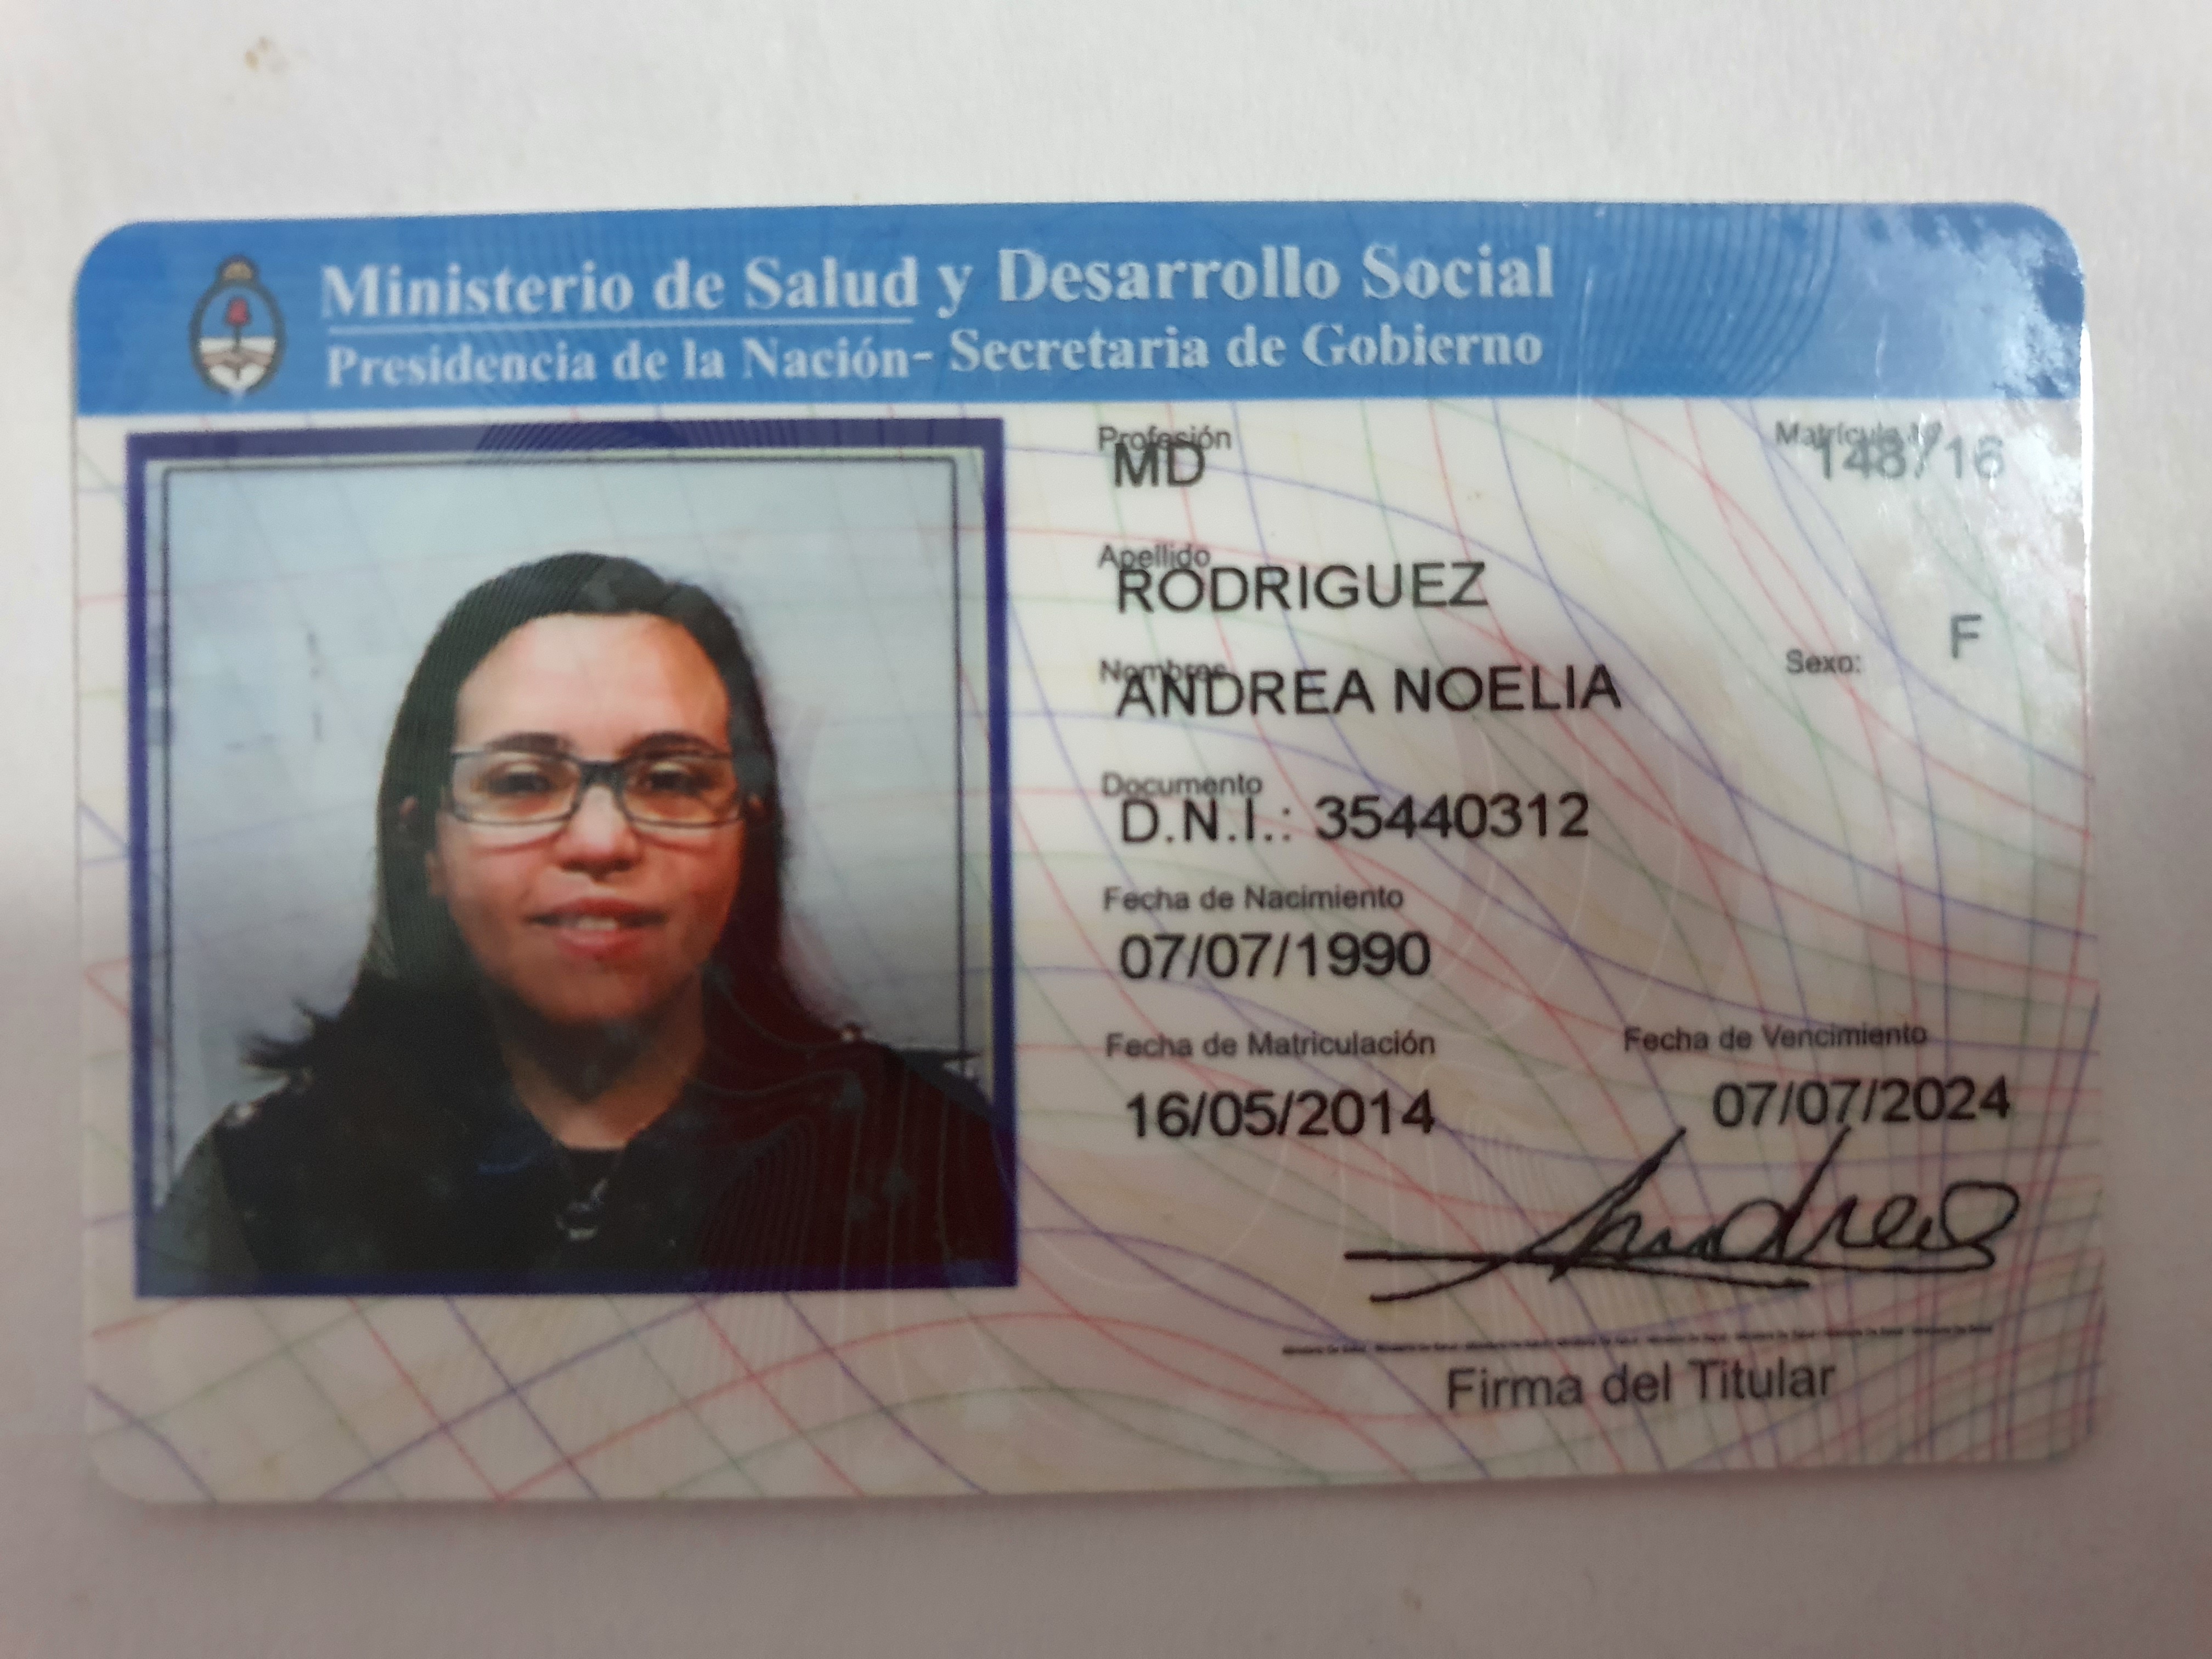 Ministerio de Salud y Desarrollo Social
Presidencia de la Nación- Secretaria de Gobierno
Profesión
MD
Matrícula Nº
148716
Apellido
RODRIGUEZ
Nombres
ANDREA NOELIA
Sexo: F
Documento
D.N.I.: 35440312
Fecha de Nacimiento
07/07/1990
Fecha de Matriculación
16/05/2014
Fecha de Vencimiento
07/07/2024
Andrea
Firma del Titular